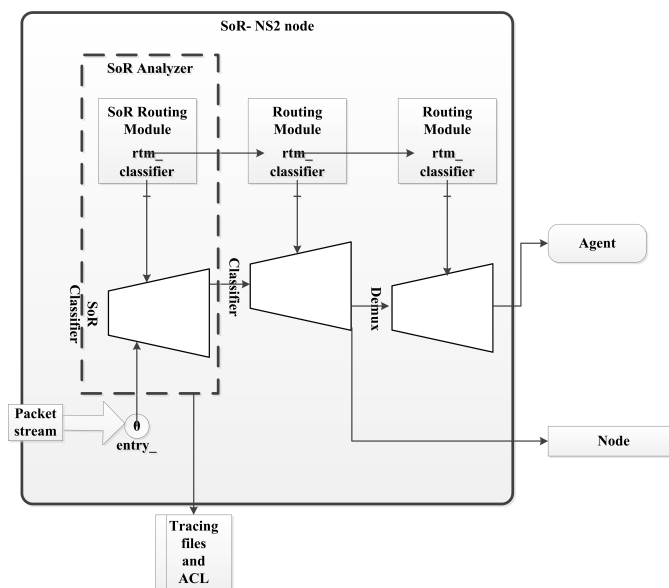 SoR- NS2 node
SoR Analyzer
SoR Routing
Module
rtm_
classifier
Routing
Module
rtm_
classifier
Routing
Module
rtm_
classifier
Agent
SoR
Classifier
Classifier
Demux
Packet
stream
0
entry_
Node
Tracing
files
and
ACL